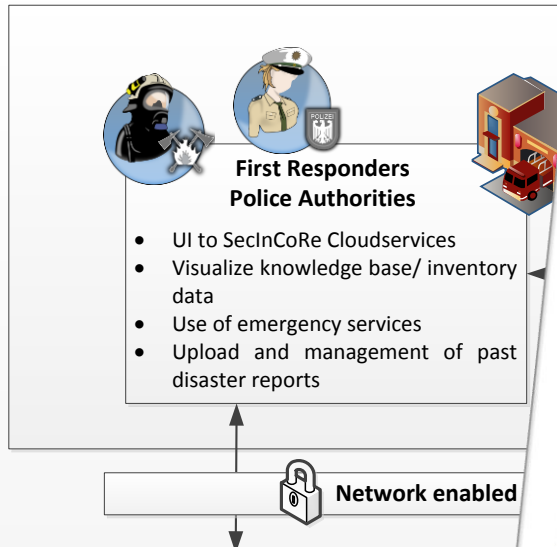 POLIZEI
First Responders
Police Authorities
• UI to SecInCoRe Cloudservices
• Visualize knowledge base/ inventory
data
• Use of emergency services
• Upload and management of past
disaster reports
Network enabled